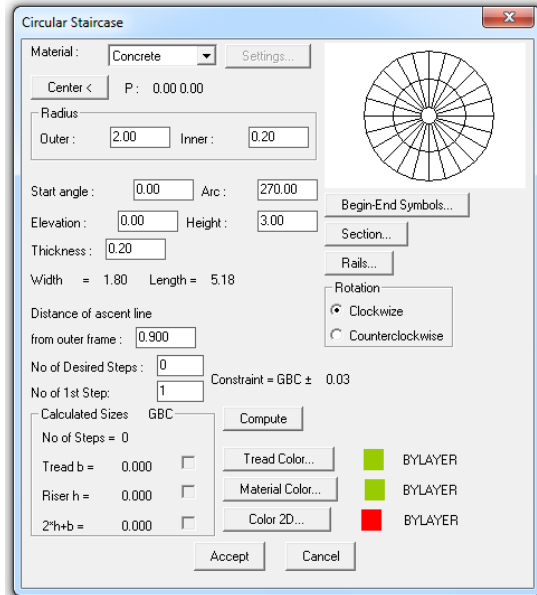 Circular Staircase
Material : Concrete Settings...
Center < P : 0.00 0.00
Radius
Outer : 2.00 Inner : 0.20
Start angle : 0.00 Arc : 270.00
Begin-End Symbols...
Elevation : 0.00 Height : 3.00
Section...
Thickness : 0.20
Rails...
Width = 1.80 Length = 5.18
Rotation
Clockwize
Counterclockwise
Distance of ascent line
from outer frame : 0.900
No of Desired Steps : 0
Constraint = GBC ± 0.03
No of 1st Step: 1
Calculated Sizes GBC
Compute
No of Steps = 0
Tread b = 0.000
Tread Color... BYLAYER
Riser h = 0.000
Material Color... BYLAYER
2*h+b = 0.000
Color 2D... BYLAYER
Accept Cancel